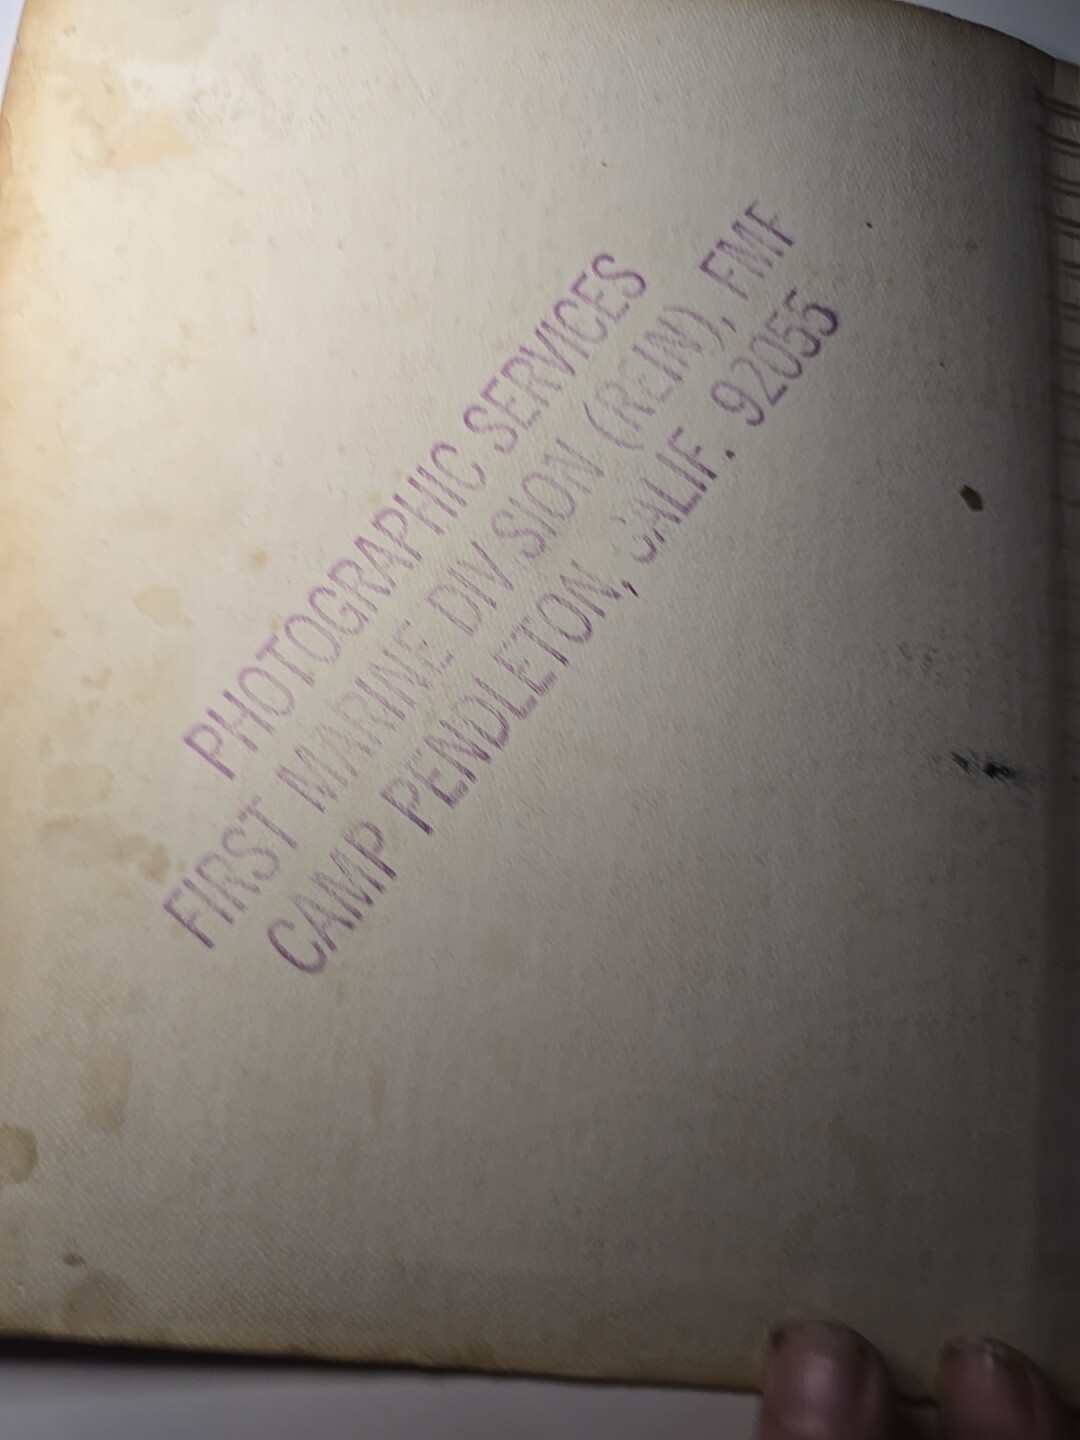 PHOTOGRAPHIC SERVICES
FIRST MARINE DIVISION (REIN), FMF
CAMP PENDLETON, CALIF. 92055